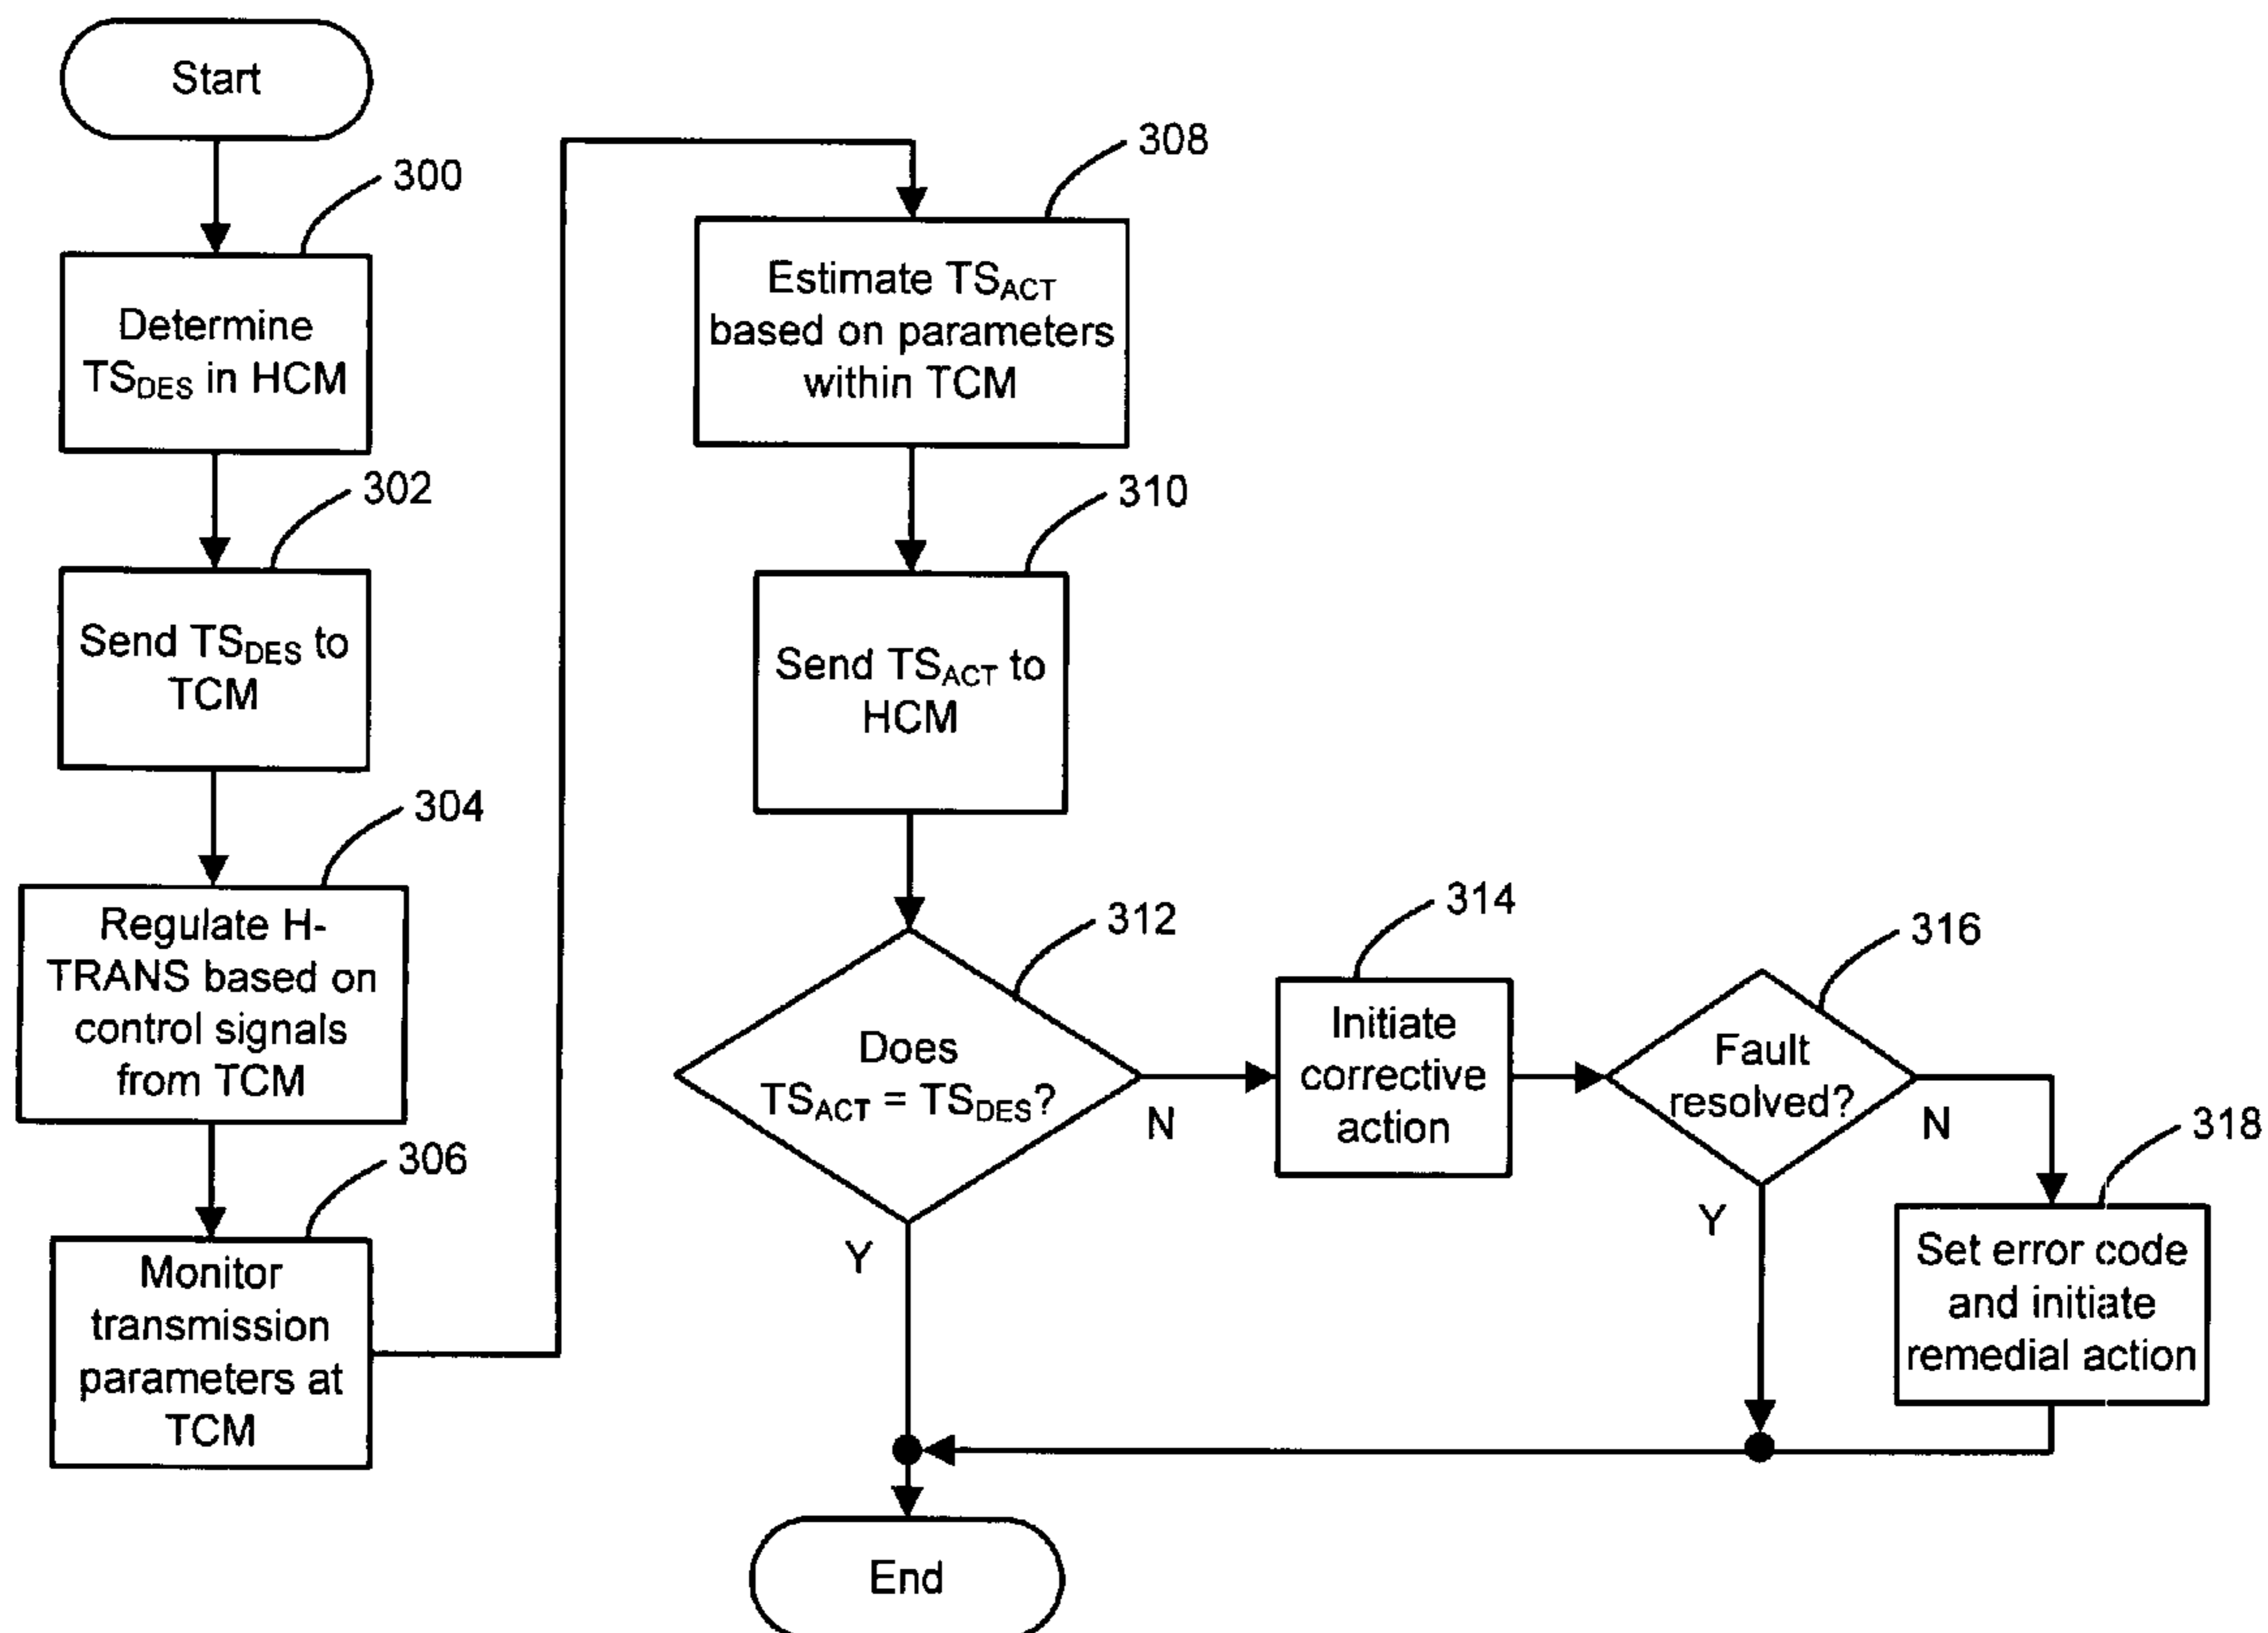 Start
300
Determine
TSDES in HCM
302
Send TSDES to
TCM
304
Regulate H-
TRANS based on
control signals
from TCM
306
Monitor
transmission
parameters at
TCM
308
Estimate TSACT
based on parameters
within TCM
310
Send TSACT to
HCM
312
Does
TSACT = TSDES?
N
Y
314
Initiate
corrective
action
316
Fault
resolved?
N
Y
318
Set error code
and initiate
remedial action
End